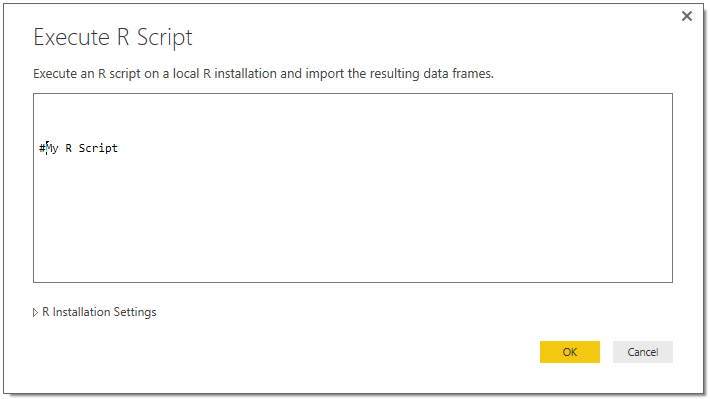 Execute R Script
Execute an R script on a local R installation and import the resulting data frames.
#My R Script
R Installation Settings
OK
Cancel